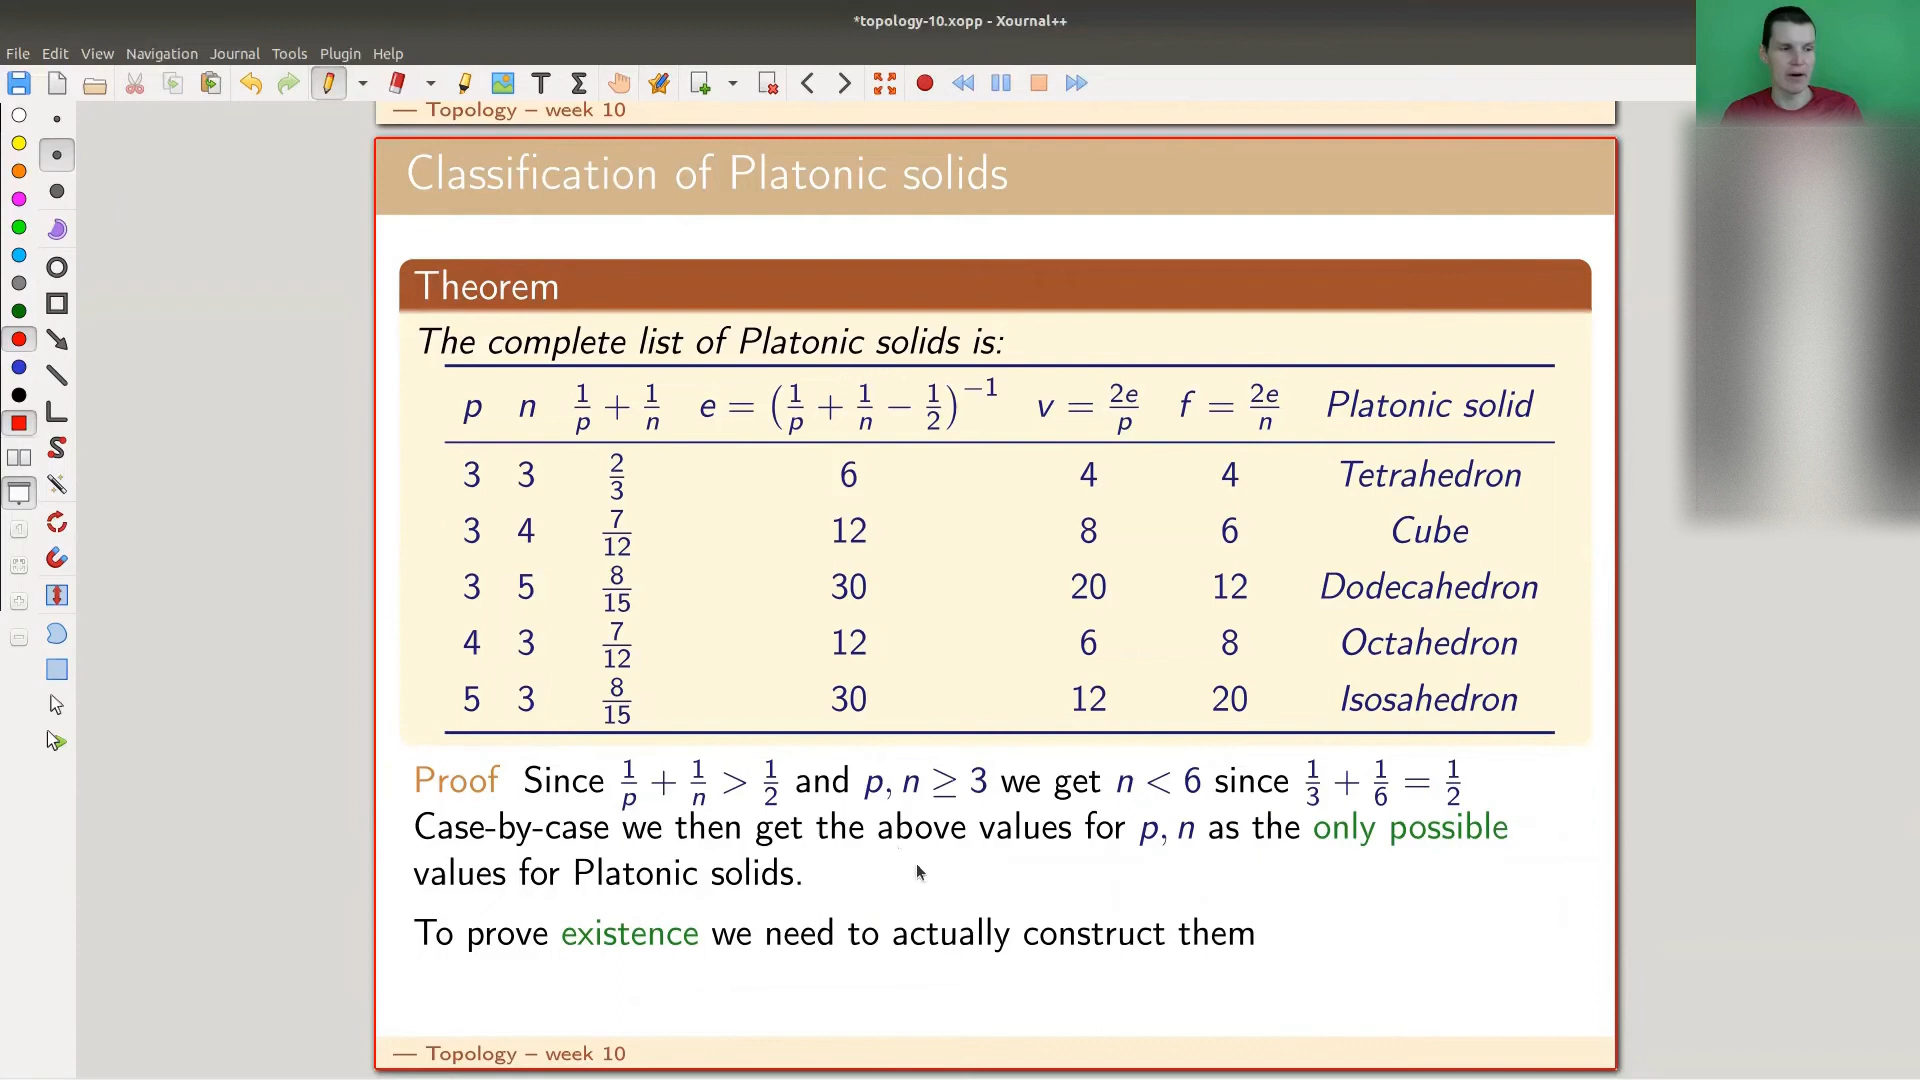 *topology-10.xopp - Xournal++
File Edit View Navigation Journal Tools Plugin Help
— Topology – week 10
Classification of Platonic solids
Theorem
The complete list of Platonic solids is:
p n 1/p + 1/n e = (1/p + 1/n − 1/2)^−1 v = 2e/p f = 2e/n Platonic solid
3 3 2/3 6 4 4 Tetrahedron
3 4 7/12 12 8 6 Cube
3 5 8/15 30 20 12 Dodecahedron
4 3 7/12 12 6 8 Octahedron
5 3 8/15 30 12 20 Isosahedron
Proof Since 1/p + 1/n > 1/2 and p, n ≥ 3 we get n < 6 since 1/3 + 1/6 = 1/2
Case-by-case we then get the above values for p, n as the only possible
values for Platonic solids.
To prove existence we need to actually construct them
— Topology – week 10